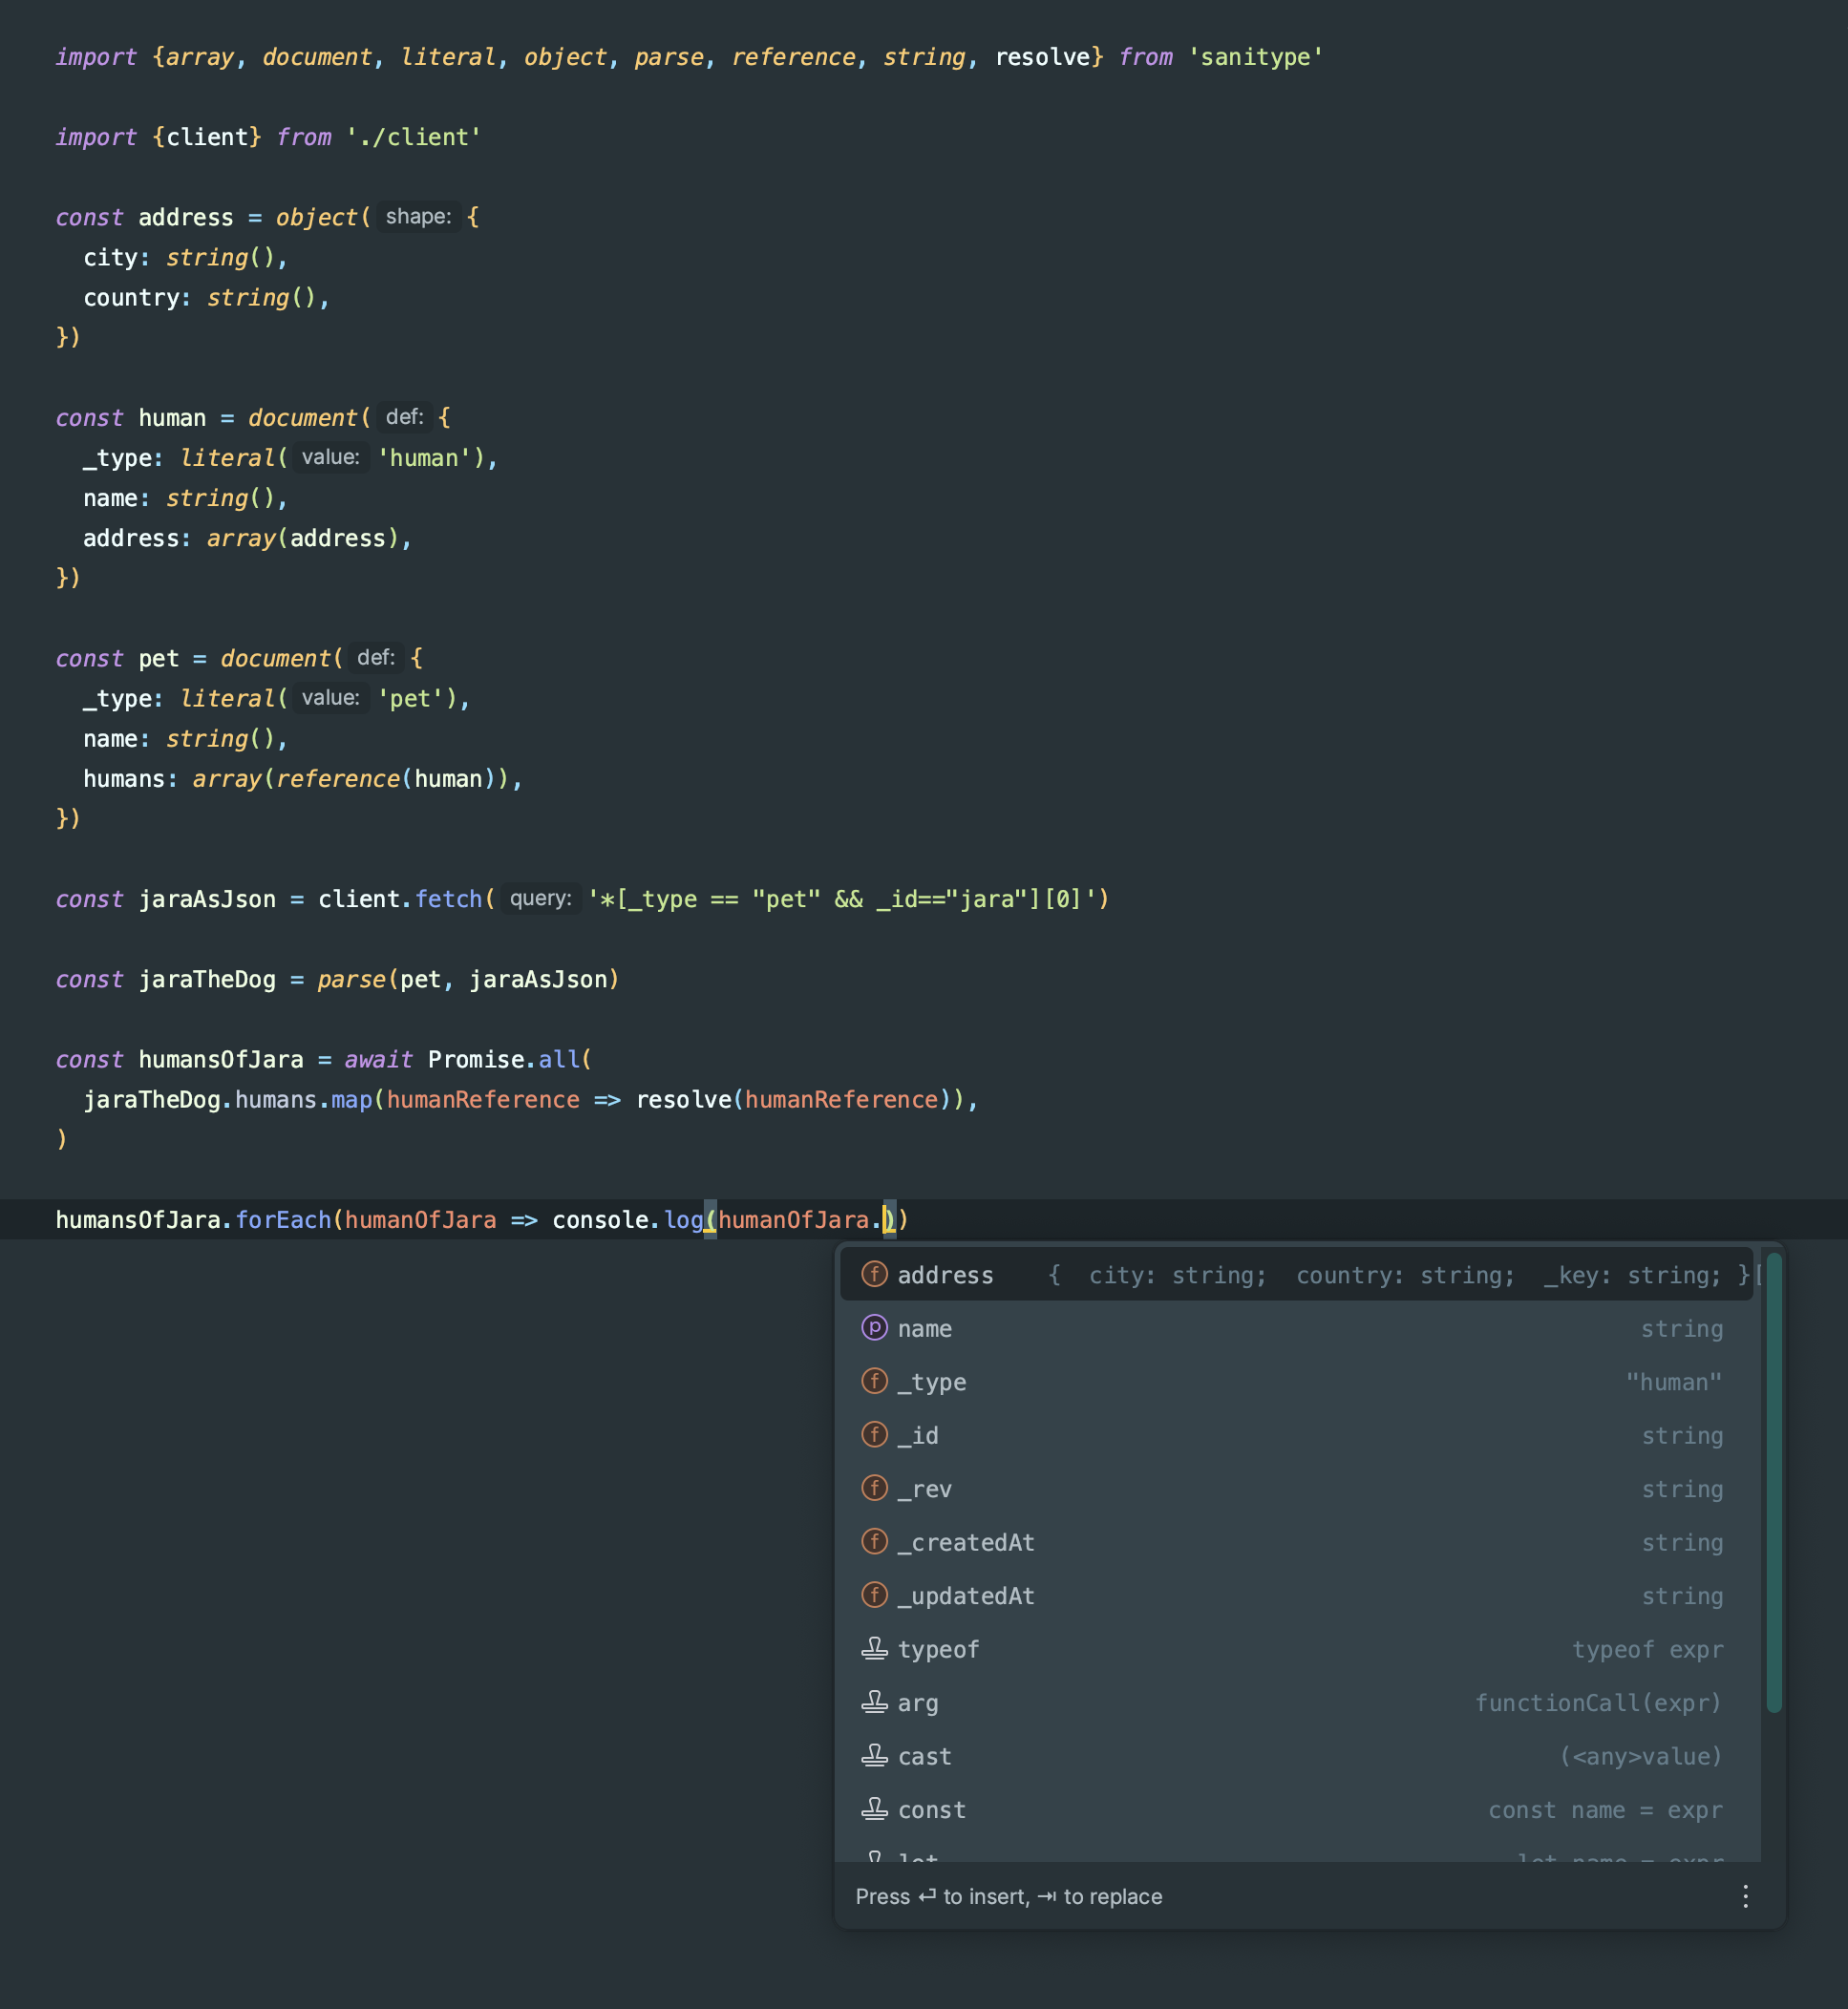 import {array, document, literal, object, parse, reference, string, resolve} from 'sanitype'
import {client} from './client'
const address = object( shape: {
  city: string(),
  country: string(),
})
const human = document( def: {
  _type: literal( value: 'human'),
  name: string(),
  address: array(address),
})
const pet = document( def: {
  _type: literal( value: 'pet'),
  name: string(),
  humans: array(reference(human)),
})
const jaraAsJson = client.fetch( query: '*[_type == "pet" && _id=="jara"][0]')
const jaraTheDog = parse(pet, jaraAsJson)
const humansOfJara = await Promise.all(
  jaraTheDog.humans.map(humanReference => resolve(humanReference)),
)
humansOfJara.forEach(humanOfJara => console.log(humanOfJara.))
f address { city: string; country: string; _key: string; }[
p name string
f _type "human"
f _id string
f _rev string
f _createdAt string
f _updatedAt string
typeof typeof expr
arg functionCall(expr)
cast (<any>value)
const const name = expr
let let name = expr
Press ⏎ to insert, ⇥ to replace